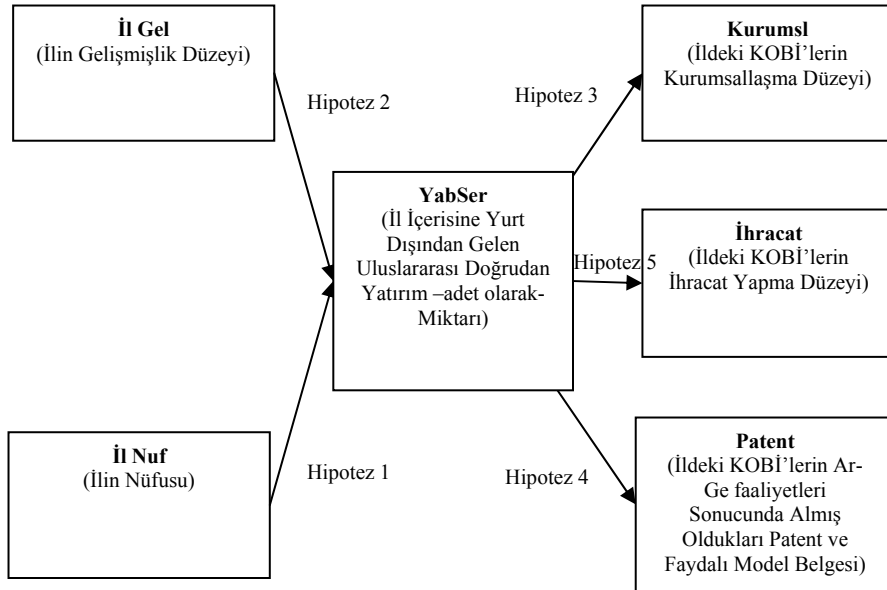 İl Gel
(İlin Gelişmişlik Düzeyi)
Hipotez 2
İl Nuf
(İlin Nüfusu)
Hipotez 1
YabSer
(İl İçerisine Yurt
Dışından Gelen
Uluslararası Doğrudan
Yatırım –adet olarak-
Miktarı)
Hipotez 3
Kurumsl
(İldeki KOBİ’lerin
Kurumsallaşma Düzeyi)
Hipotez 5
İhracat
(İldeki KOBİ’lerin
İhracat Yapma Düzeyi)
Hipotez 4
Patent
(İldeki KOBİ’lerin Ar-
Ge faaliyetleri
Sonucunda Almış
Oldukları Patent ve
Faydalı Model Belgesi)